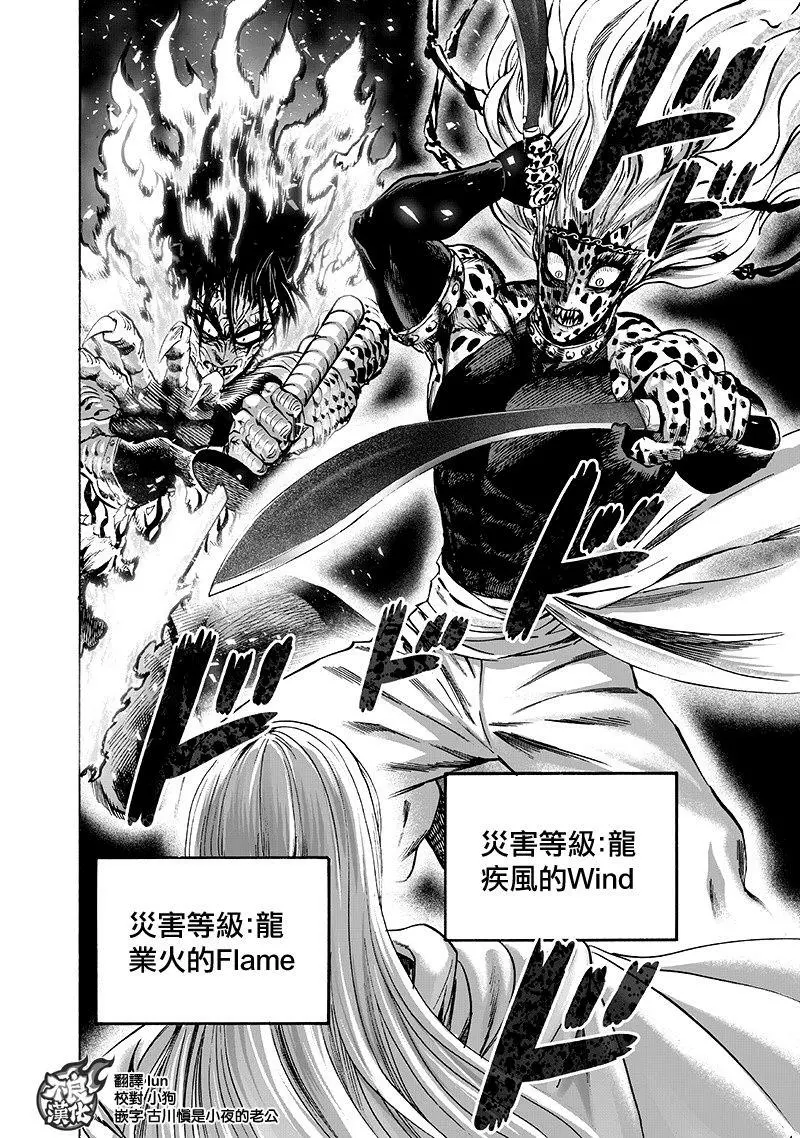 ドドド
ドドド
災害等級:龍
疾風的Wind
災害等級:龍
業火的Flame
翻譯 lun
校對 小狗
嵌字 古川慎是小夜的老公